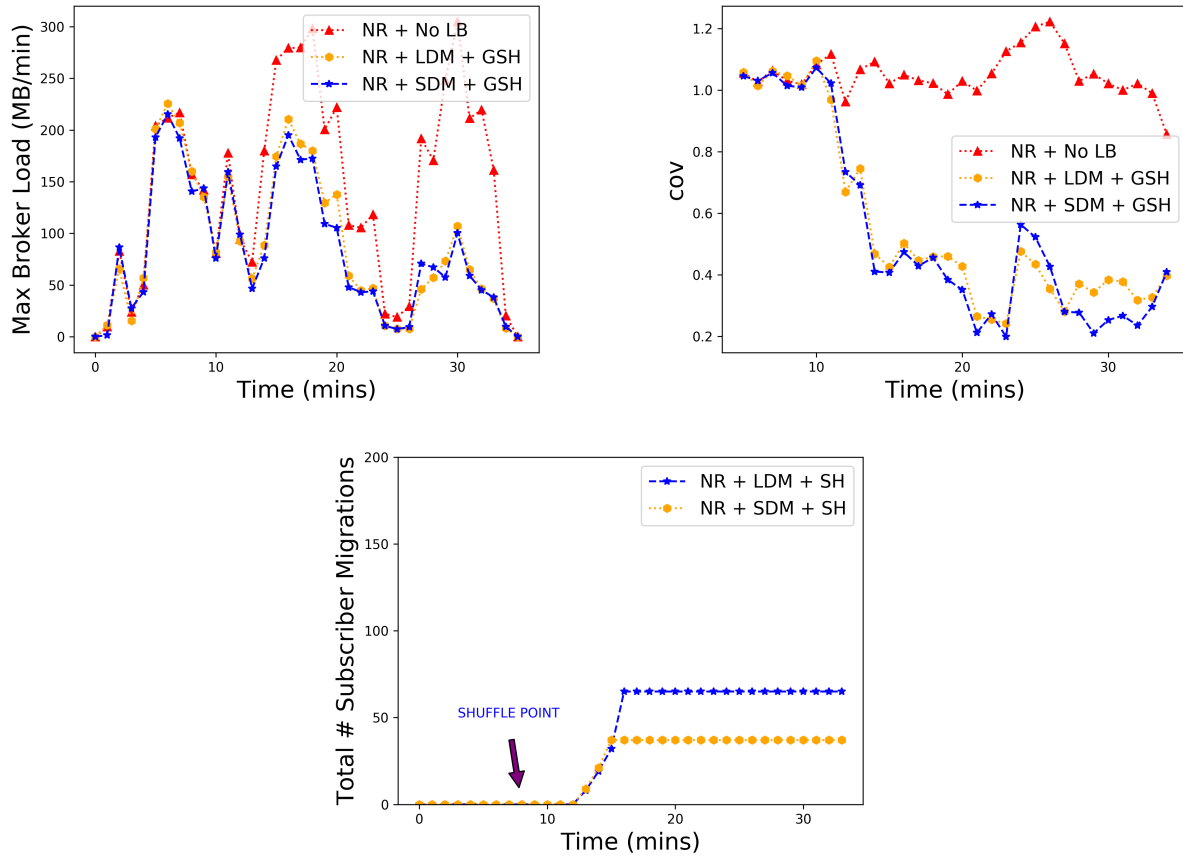 300
250
200
150
100
50
0
Max Broker Load (MB/min)
NR + No LB
NR + LDM + GSH
NR + SDM + GSH
0
10
20
30
Time (mins)
1.2
1.0
0.8
0.6
0.4
0.2
cov
NR + No LB
NR + LDM + GSH
NR + SDM + GSH
10
20
30
Time (mins)
200
150
100
50
0
Total # Subscriber Migrations
NR + LDM + SH
NR + SDM + SH
SHUFFLE POINT
0
10
20
30
Time (mins)